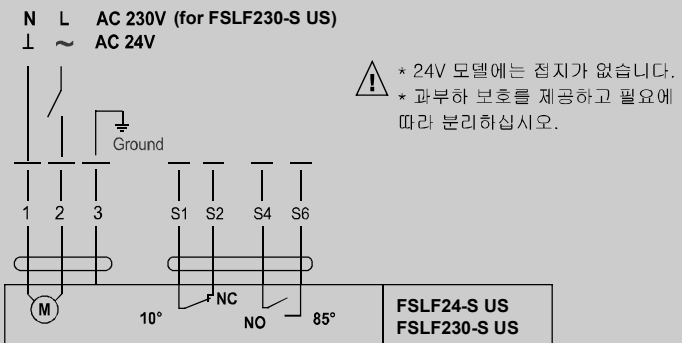 N L AC 230V (for FSLF230-S US)
⊥ ~ AC 24V
* 24V 모델에는 접지가 없습니다.
* 과부하 보호를 제공하고 필요에
따라 분리하십시오.
Ground
1 2 3 S1 S2 S4 S6
M
10° NC NO 85°
FSLF24-S US
FSLF230-S US